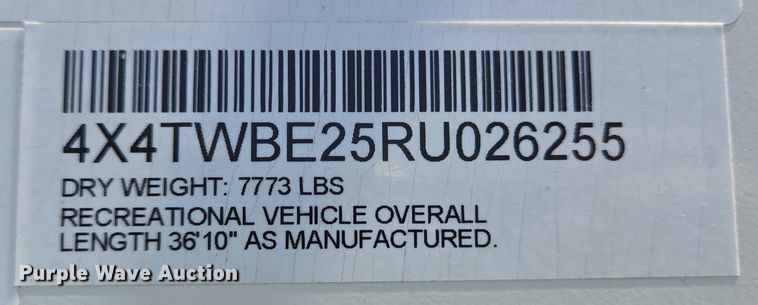 4X4TWBE25RU026255
DRY WEIGHT: 7773 LBS
RECREATIONAL VEHICLE OVERALL
LENGTH 36'10" AS MANUFACTURED.
Purple Wave Auction